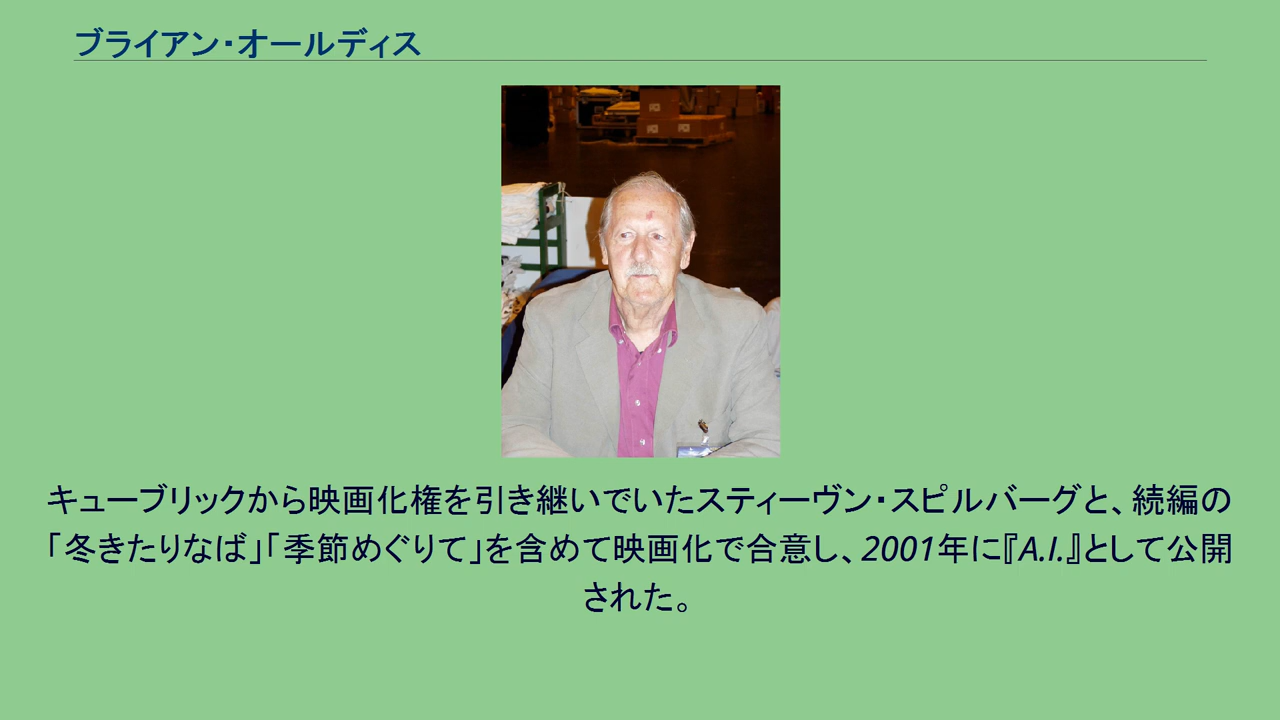 ブライアン・オールディス
キューブリックから映画化権を引き継いでいたスティーヴン・スピルバーグと、続編の
「冬きたりなば」「季節めぐりて」を含めて映画化で合意し、2001年に『A.I.』として公開
された。